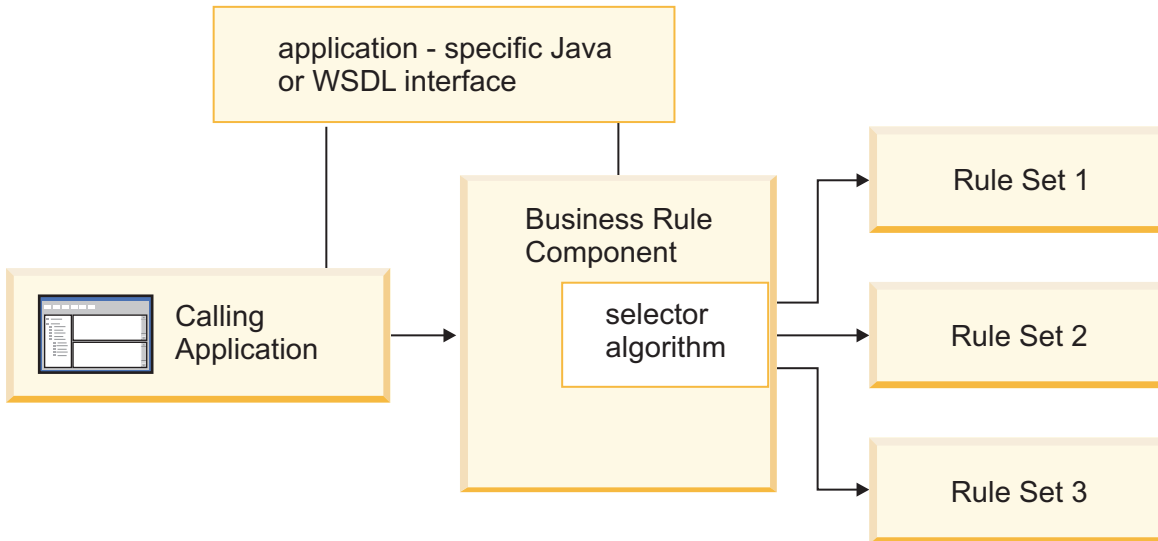 application - specific Java
or WSDL interface
Business Rule
Component
selector
algorithm
Calling
Application
Rule Set 1
Rule Set 2
Rule Set 3